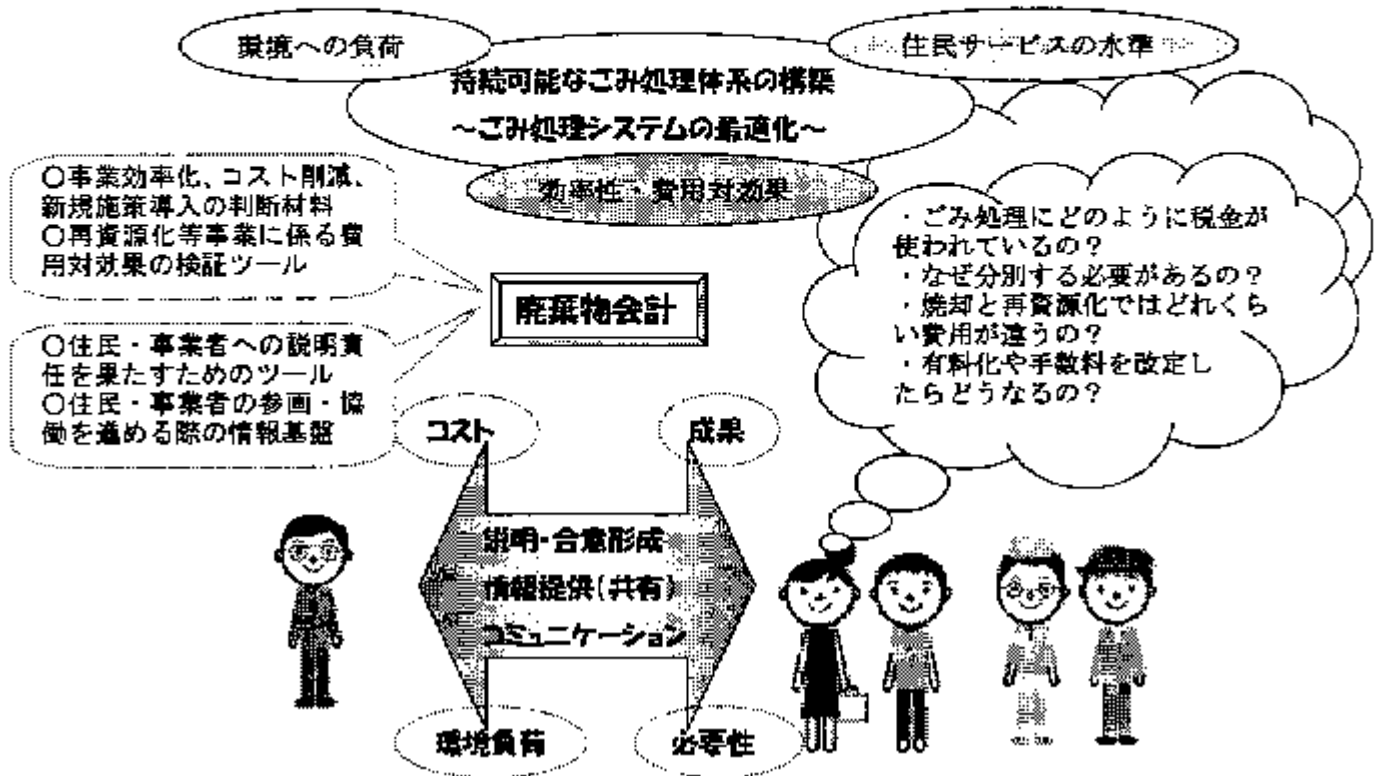 環境への負荷
住民サービスの水準
持続可能なごみ処理体系の構築
～ごみ処理システムの最適化～
効率性・費用対効果
○事業効率化、コスト削減、
新規施策導入の判断材料
○再資源化等事業に係る費
用対効果の検証ツール
・ごみ処理にどのように税金が
使われているの？
・なぜ分別する必要があるの？
・焼却と再資源化ではどれくら
い費用が違うの？
・有料化や手数料を改定し
たらどうなるの？
廃棄物会計
○住民・事業者への説明責
任を果たすためのツール
○住民・事業者の参画・協
働を進める際の情報基盤
コスト
成果
説明・合意形成
情報提供（共有）
コミュニケーション
環境負荷
必要性